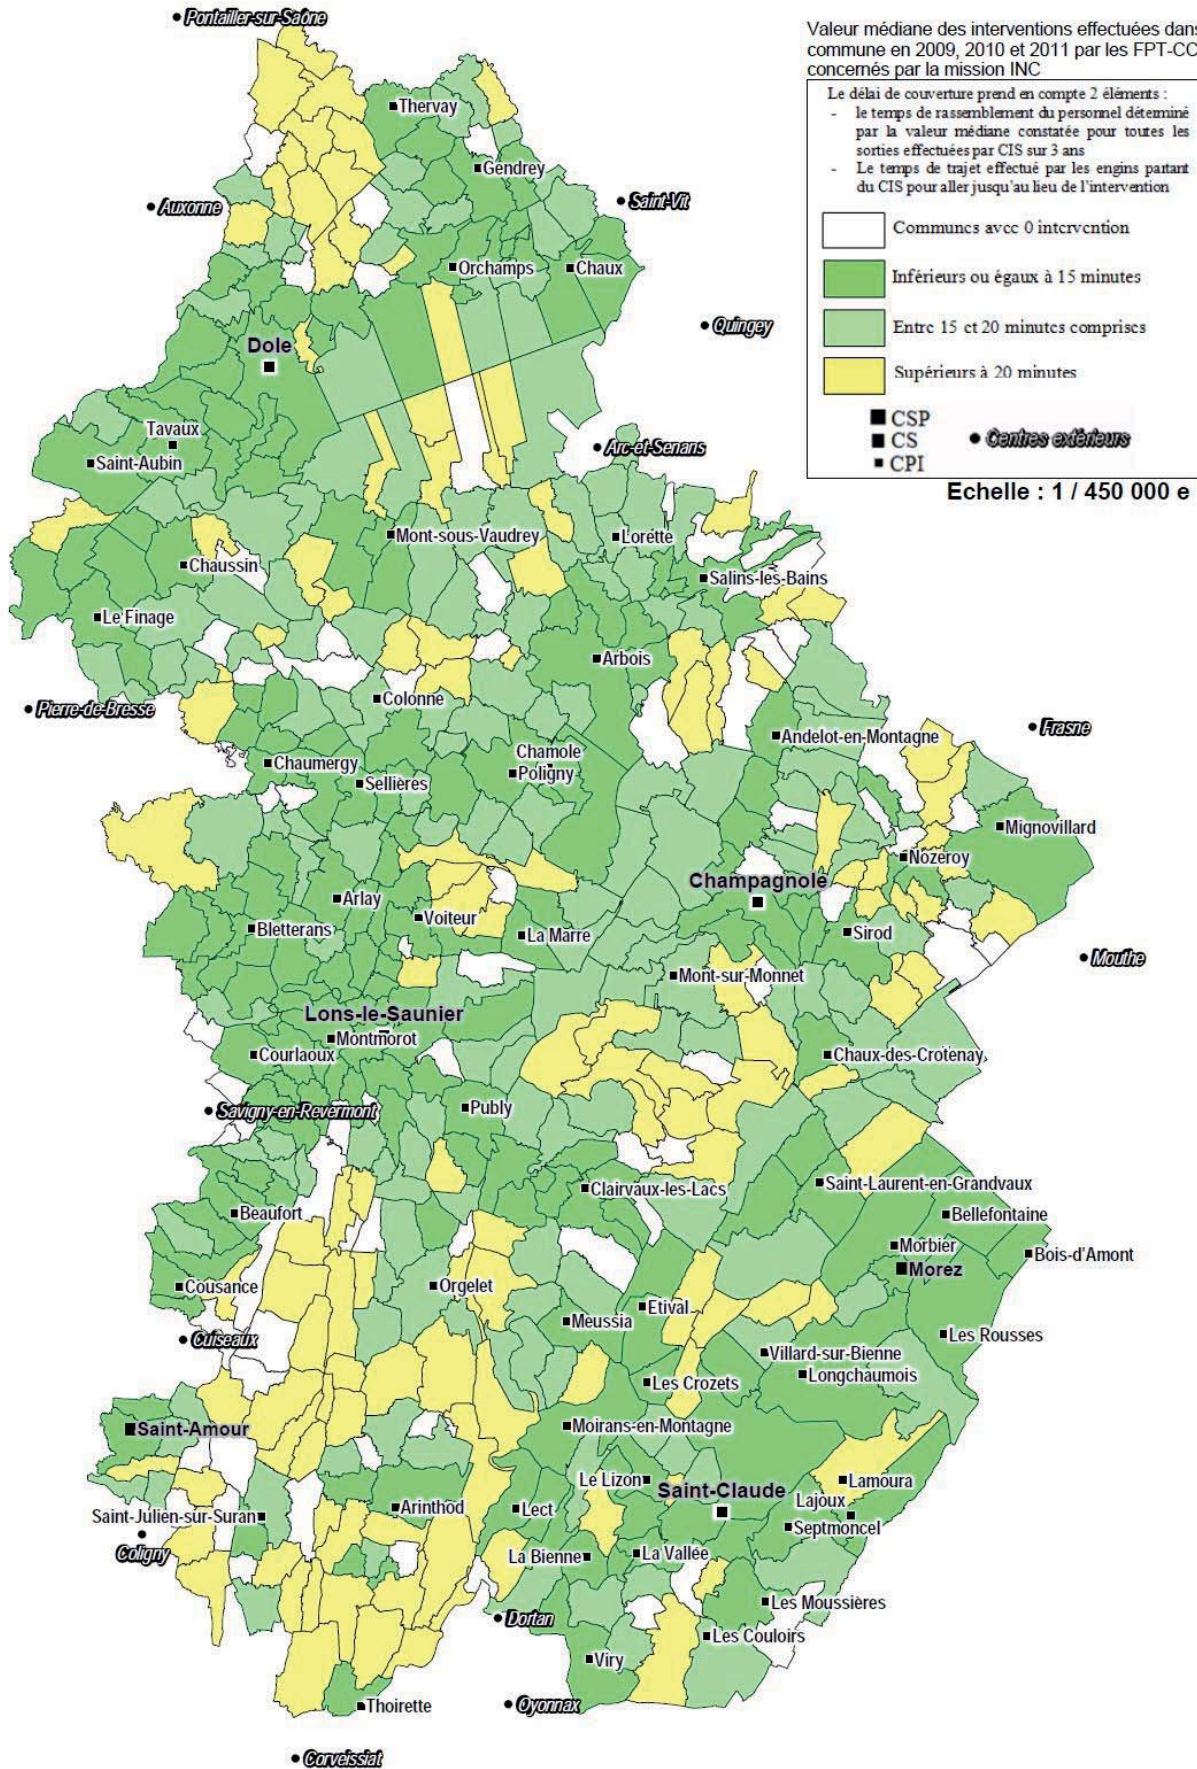 Pontailler-sur-Saône
Valeur médiane des interventions effectuées dans
commune en 2009, 2010 et 2011 par les FPT-CC
concernés par la mission INC
Le délai de couverture prend en compte 2 éléments :
- le temps de rassemblement du personnel déterminé
par la valeur médiane constatée pour toutes les
sorties effectuées par CIS sur 3 ans
- Le temps de trajet effectué par les engins partant
du CIS pour aller jusqu'au lieu de l'intervention
Communes avec 0 intervention
Inférieurs ou égaux à 15 minutes
Entre 15 et 20 minutes comprises
Supérieurs à 20 minutes
CSP
CS
CPI
Centres extérieurs
Echelle : 1 / 450 000 e
Thervay
Gendrey
Auxonne
Saint-Vit
Orchamps
Chaux
Quingey
Dole
Tavaux
Saint-Aubin
Arc-et-Senans
Mont-sous-Vaudrey
Lorette
Chaussin
Salins-les-Bains
Le Finage
Arbois
Pierre-de-Bresse
Colonne
Andelot-en-Montagne
Frasne
Chamole
Chaumergy
Poligny
Sellières
Mignovillard
Nozeroy
Champagnole
Arlay
Voiteur
Bletterans
La Marre
Sirod
Mouthe
Mont-sur-Monnet
Lons-le-Saunier
Montmorot
Courlaoux
Chaux-des-Crotenay
Savigny-en-Revermont
Publy
Clairvaux-les-Lacs
Saint-Laurent-en-Grandvaux
Beaufort
Bellefontaine
Morbier
Bois-d'Amont
Morez
Cousance
Orgelet
Etival
Meussia
Cuiseaux
Les Rousses
Villard-sur-Bienne
Longchaumois
Les Crozets
Saint-Amour
Moirans-en-Montagne
Le Lizon
Lamoura
Saint-Claude
Lajoux
Arinthod
Lect
Saint-Julien-sur-Suran
Septmoncel
Coligny
La Bienne
La Vallée
Les Moussières
Dortan
Les Couloirs
Viry
Thoirette
Oyonnax
Corveissiat